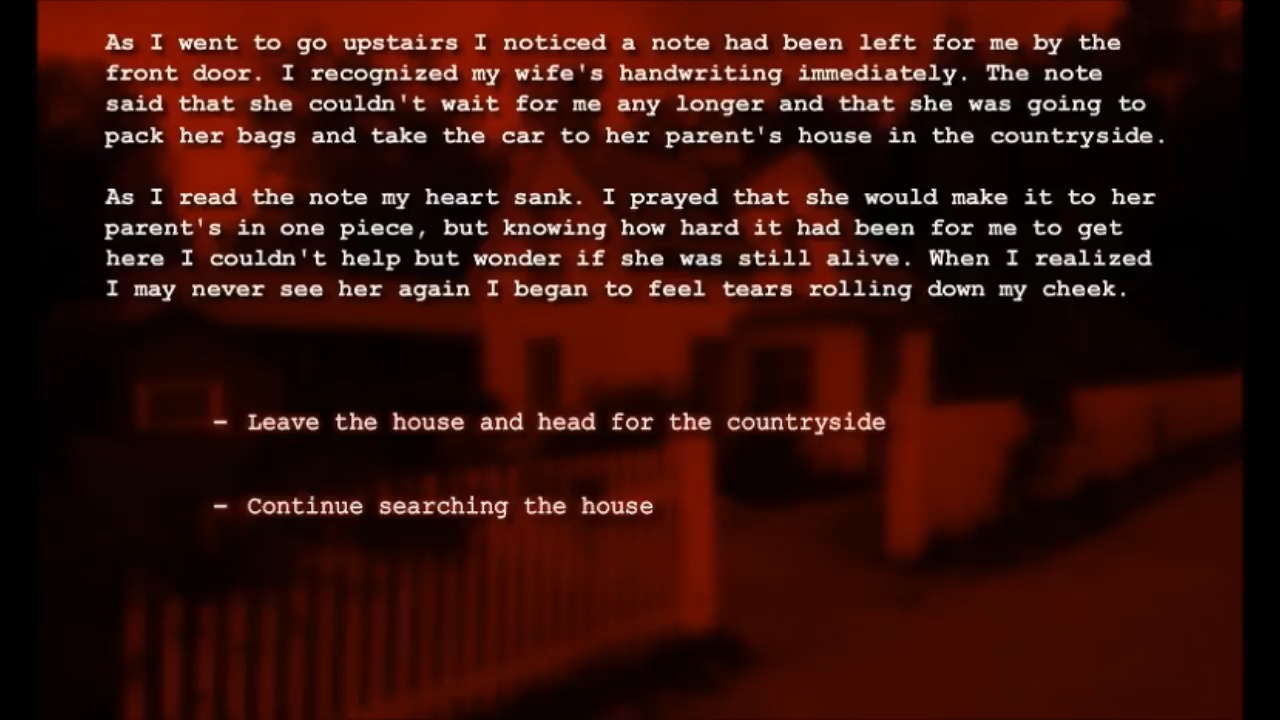 As I went to go upstairs I noticed a note had been left for me by the
front door. I recognized my wife's handwriting immediately. The note
said that she couldn't wait for me any longer and that she was going to
pack her bags and take the car to her parent's house in the countryside.
As I read the note my heart sank. I prayed that she would make it to her
parent's in one piece, but knowing how hard it had been for me to get
here I couldn't help but wonder if she was still alive. When I realized
I may never see her again I began to feel tears rolling down my cheek.
- Leave the house and head for the countryside
- Continue searching the house